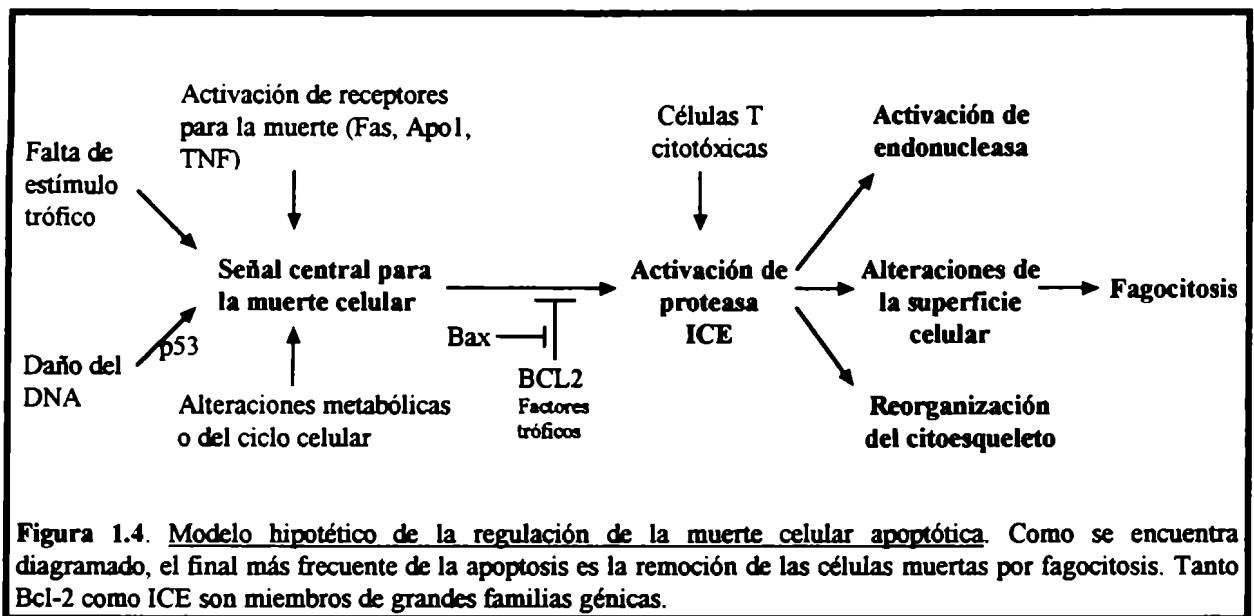 Activación de receptores
para la muerte (Fas, Apo1,
TNF)
Falta de
estímulo
trófico
Células T
citotóxicas
Activación de
endonucleasa
Señal central para
la muerte celular
Activación de
proteasa
ICE
Alteraciones de
la superficie
celular
Fagocitosis
p53
Daño del
DNA
Bax
BCL2
Factores
tróficos
Alteraciones metabólicas
o del ciclo celular
Reorganización
del citoesqueleto
Figura 1.4. Modelo hipotético de la regulación de la muerte celular apoptótica. Como se encuentra
diagramado, el final más frecuente de la apoptosis es la remoción de las células muertas por fagocitosis. Tanto
Bcl-2 como ICE son miembros de grandes familias génicas.